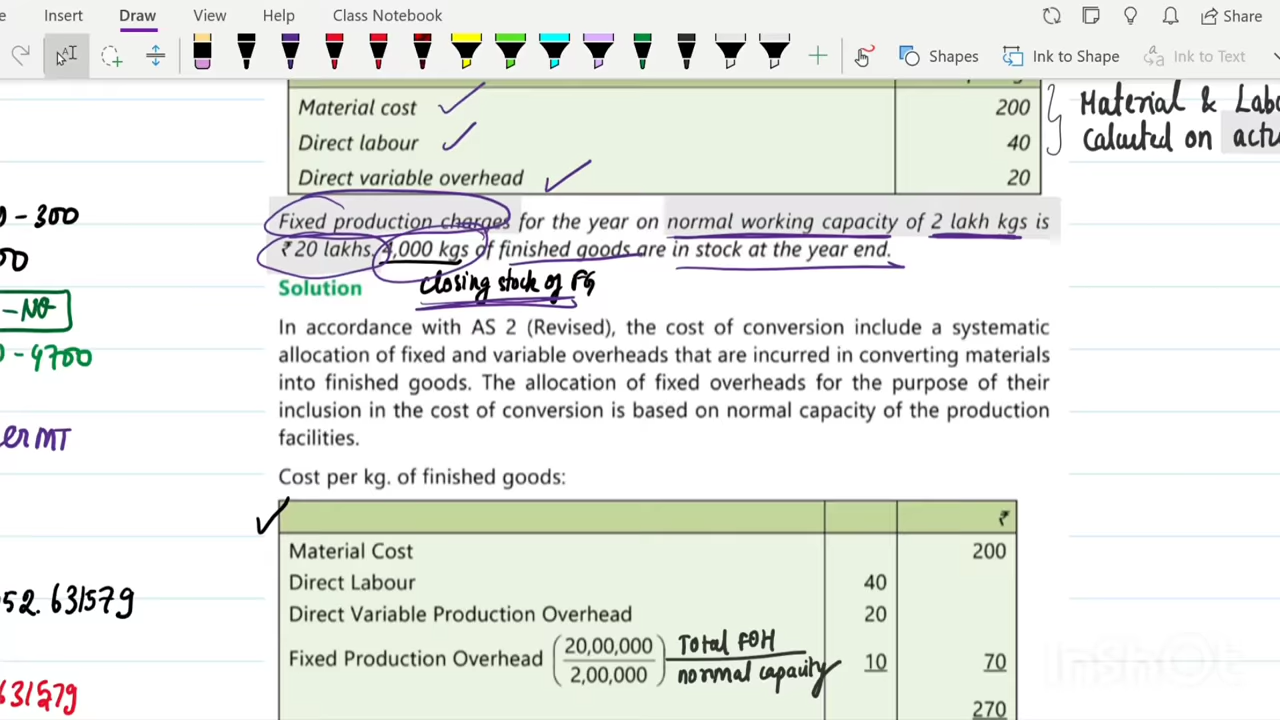 Insert Draw View Help Class Notebook Share
Shapes Ink to Shape Ink to Text
Material cost 200
Direct labour 40
Direct variable overhead 20
Material & Labo
Calcuted on actu
Fixed production charges for the year on normal working capacity of 2 lakh kgs is
₹20 lakhs. 4,000 kgs of finished goods are in stock at the year end.
closing stock of FG
Solution
0 - 300
00
- NO
0 - 4700
er MT
52.631579
631579
In accordance with AS 2 (Revised), the cost of conversion include a systematic
allocation of fixed and variable overheads that are incurred in converting materials
into finished goods. The allocation of fixed overheads for the purpose of their
inclusion in the cost of conversion is based on normal capacity of the production
facilities.
Cost per kg. of finished goods:
₹
Material Cost 200
Direct Labour 40
Direct Variable Production Overhead 20
Fixed Production Overhead (20,00,000 / 2,00,000) Total FOH / normal capacity 10 70
270
InShOt